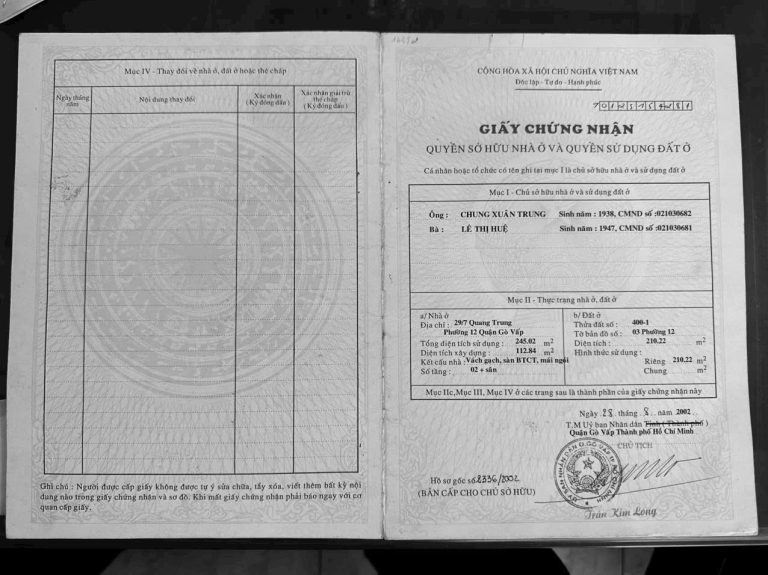 Mục IV - Thay đổi về nhà ở, đất ở hoặc thế chấp
Ngày tháng năm
Nội dung thay đổi
Xác nhận (Ký đóng dấu)
Xác nhận giải trừ thế chấp (Ký đóng dấu)
Ghi chú : Người được cấp giấy không được tự ý sửa chữa, tẩy xóa, viết thêm bất kỳ nội
dung nào trong giấy chứng nhận và sơ đồ. Khi mất giấy chứng nhận phải báo ngay với cơ
quan cấp giấy.
CỘNG HÒA XÃ HỘI CHỦ NGHĨA VIỆT NAM
Độc lập - Tự do - Hạnh phúc
GIẤY CHỨNG NHẬN
QUYỀN SỞ HỮU NHÀ Ở VÀ QUYỀN SỬ DỤNG ĐẤT Ở
Cá nhân hoặc tổ chức có tên ghi tại mục I là chủ sở hữu nhà ở và sử dụng đất ở
Mục I - Chủ sở hữu nhà ở và sử dụng đất ở
Ông : CHUNG XUÂN TRUNG Sinh năm : 1938, CMND số :021030682
Bà : LÊ THỊ HUỆ Sinh năm : 1947, CMND số :021030681
Mục II - Thực trạng nhà ở, đất ở
a/ Nhà ở
Địa chỉ : 29/7 Quang Trung
Phường 12 Quận Gò Vấp
Tổng diện tích sử dụng : 245.02 m2
Diện tích xây dựng : 112.84 m2
Kết cấu nhà : Vách gạch, sàn BTCT, mái ngói
Số tầng : 02 + sân
b/ Đất ở
Thửa đất số : 400-1
Tờ bản đồ số : 03 Phường 12
Diện tích : 210.22 m2
Hình thức sử dụng :
Riêng 210.22 m2
Chung m2
Mục IIc, Mục III, Mục IV ở các trang sau là thành phần của giấy chứng nhận này
Ngày 28 tháng 8 năm 2002
T.M Uỷ ban Nhân dân Tỉnh ( Thành phố )
Quận Gò Vấp Thành phố Hồ Chí Minh
CHỦ TỊCH
Hồ sơ gốc số 2336/2002
(BẢN CẤP CHO CHỦ SỞ HỮU)
Trần Kim Long